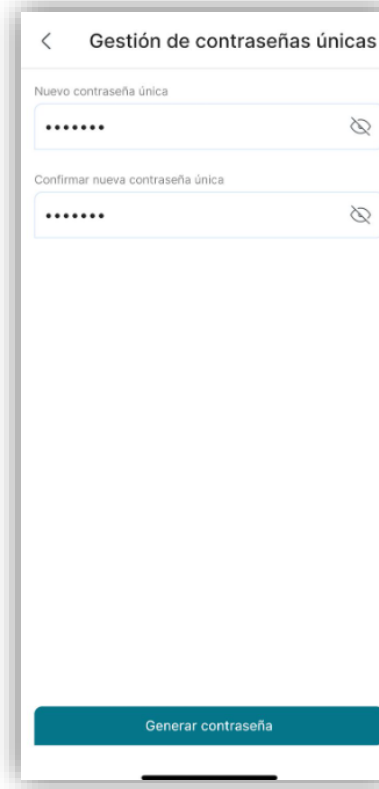 Gestión de contraseñas únicas
Nuevo contraseña única
•••••••
Confirmar nueva contraseña única
•••••••
Generar contraseña